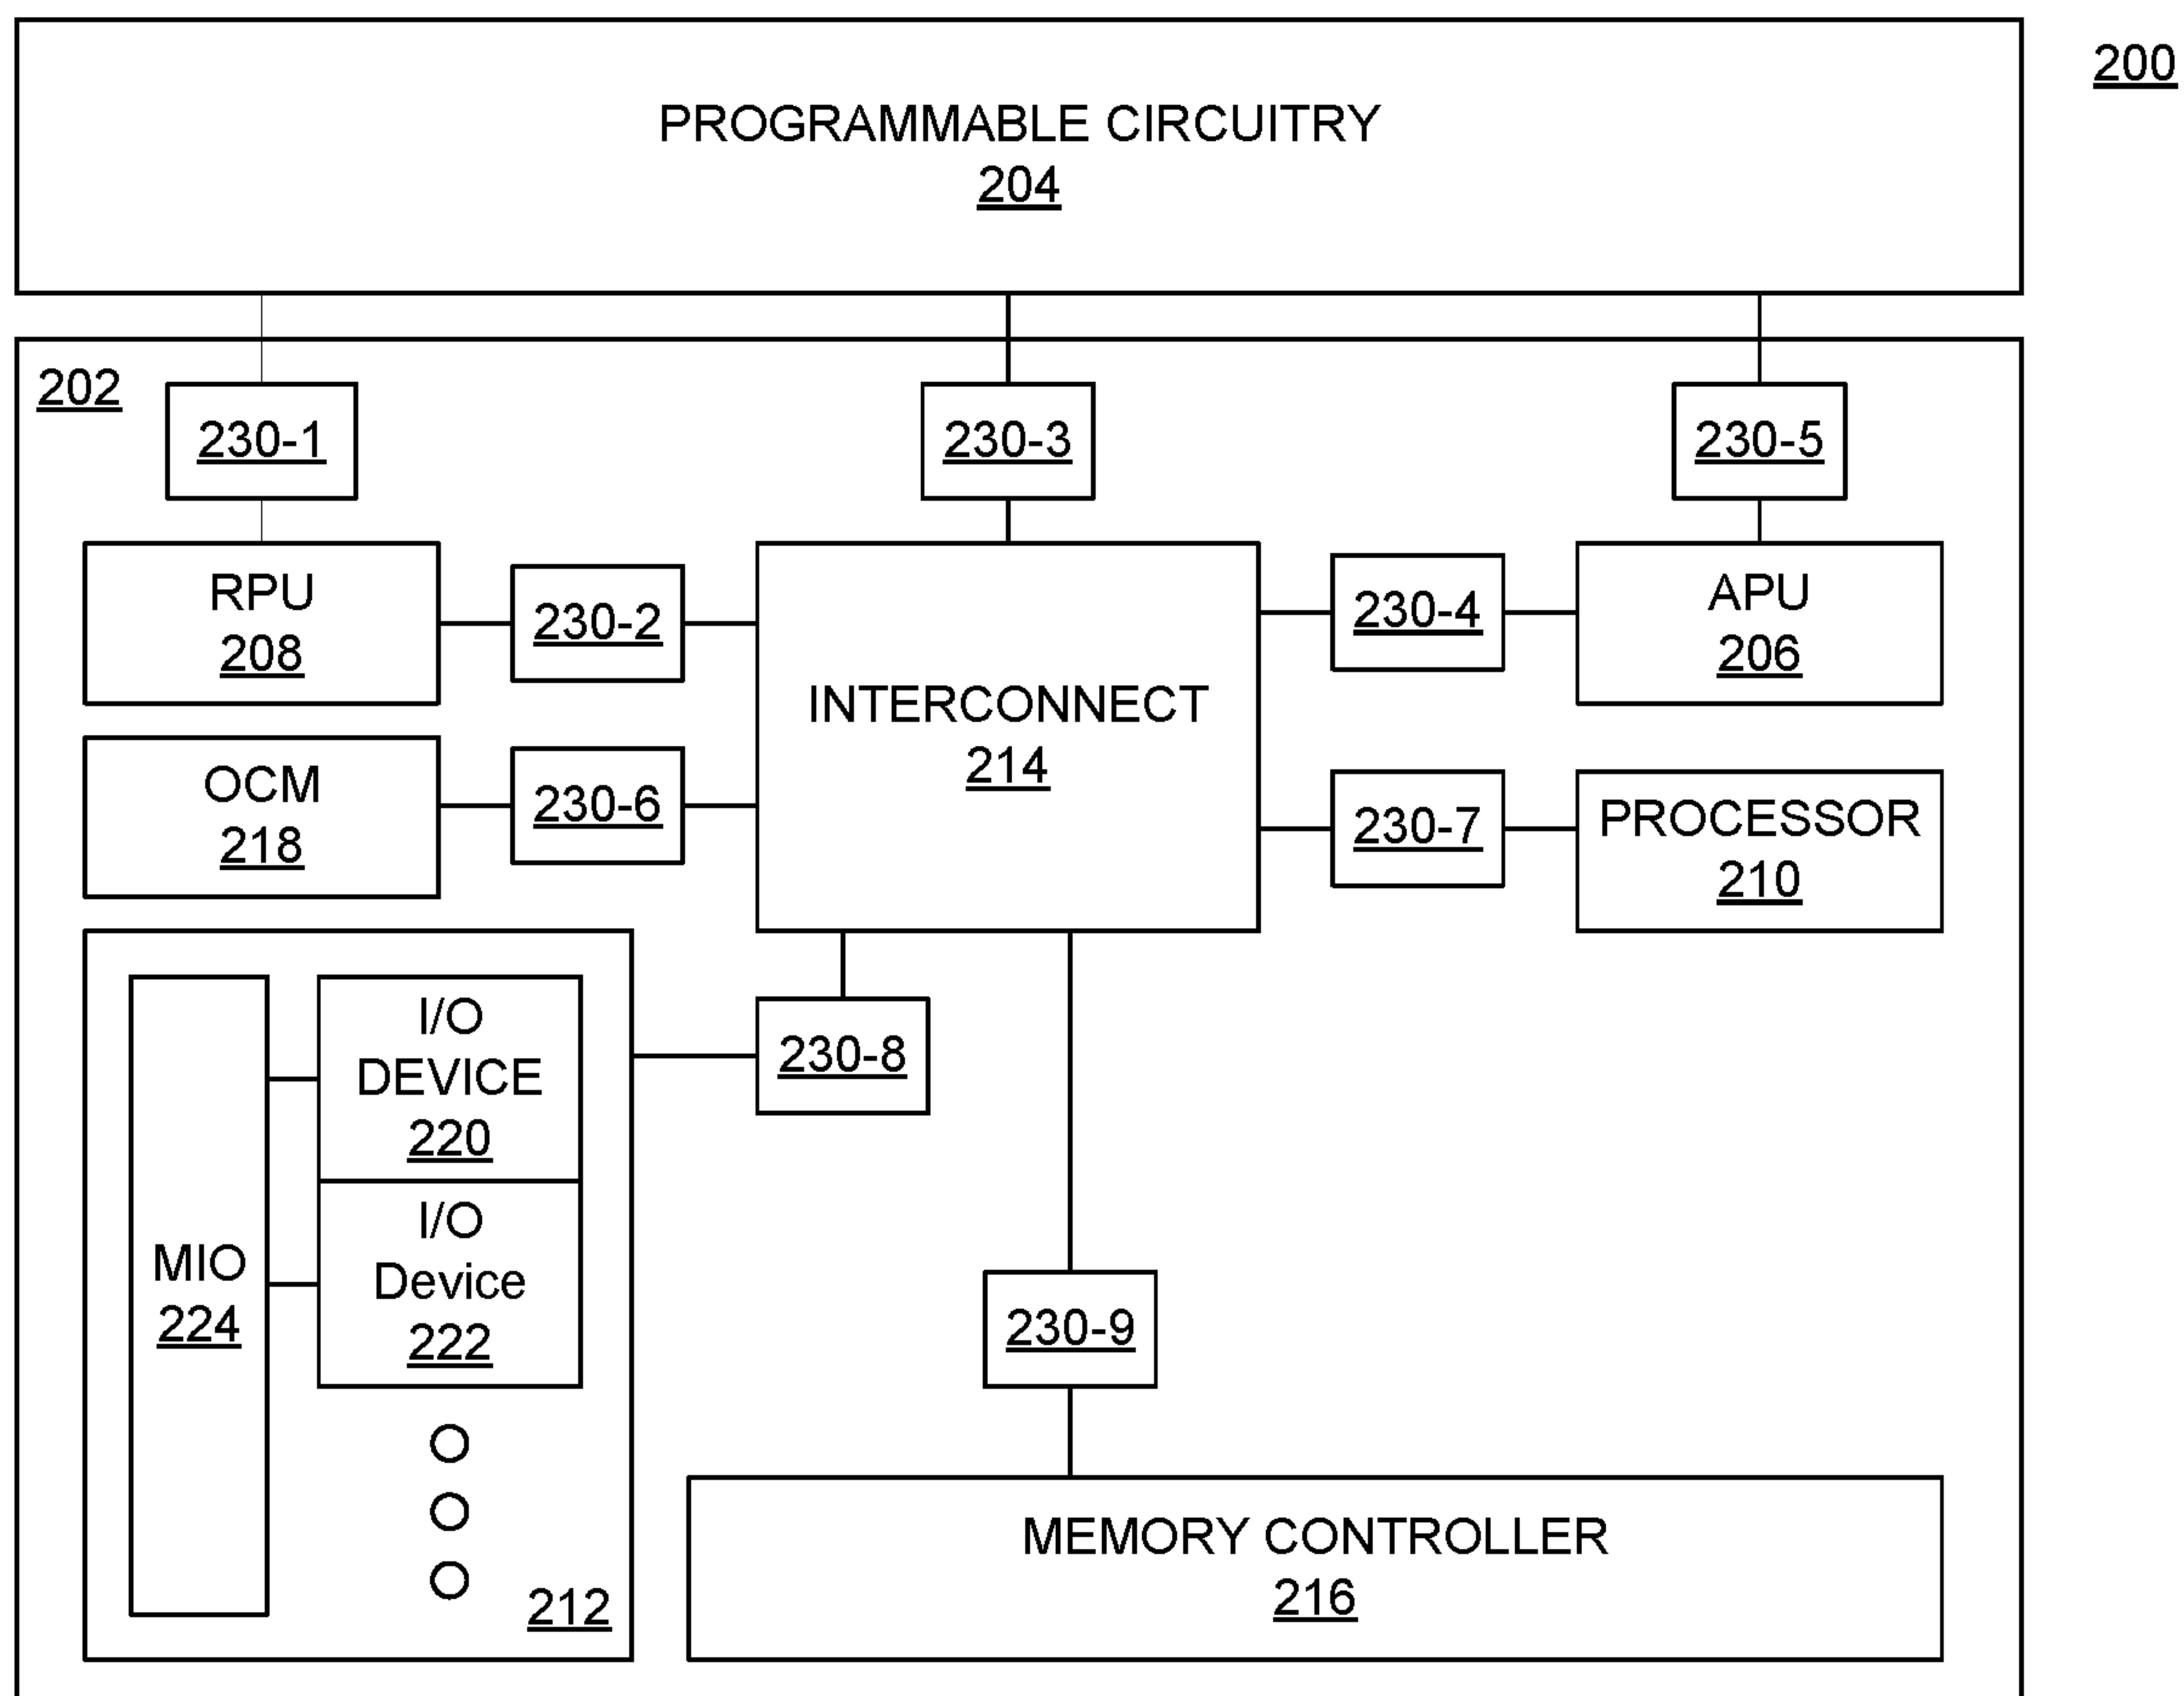 200
PROGRAMMABLE CIRCUITRY
204
202
230-1
230-3
230-5
RPU
208
230-2
INTERCONNECT
214
230-4
APU
206
OCM
218
230-6
230-7
PROCESSOR
210
MIO
224
I/O
DEVICE
220
I/O
Device
222
212
230-8
230-9
MEMORY CONTROLLER
216